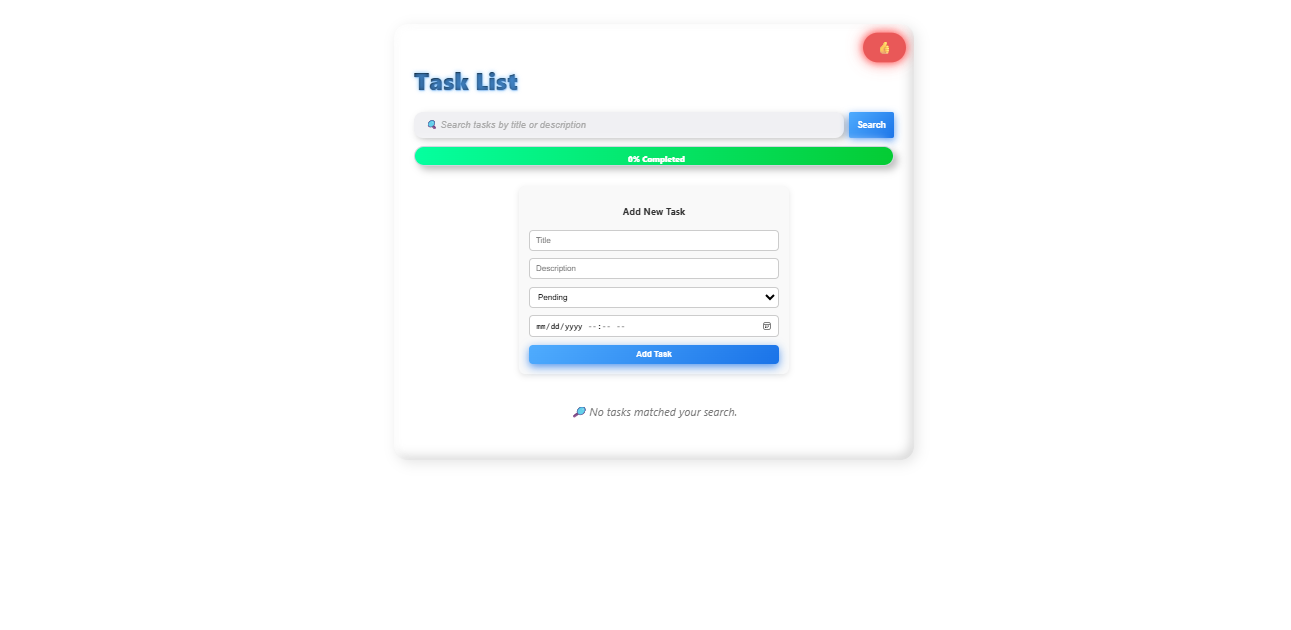 Task List
Search tasks by title or description
Search
0% Completed
Add New Task
Title
Description
Pending
mm/dd/yyyy --:-- --
Add Task
No tasks matched your search.